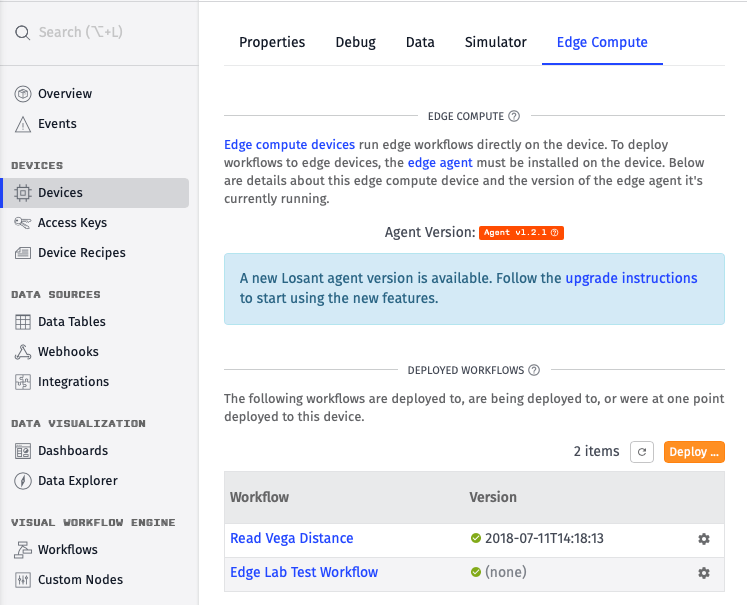 Search (⌥+L)
Overview
Events
DEVICES
Devices
Access Keys
Device Recipes
DATA SOURCES
Data Tables
Webhooks
Integrations
DATA VISUALIZATION
Dashboards
Data Explorer
VISUAL WORKFLOW ENGINE
Workflows
Custom Nodes
Properties Debug Data Simulator Edge Compute
EDGE COMPUTE
Edge compute devices run edge workflows directly on the device. To deploy
workflows to edge devices, the edge agent must be installed on the device. Below
are details about this edge compute device and the version of the edge agent it's
currently running.
Agent Version: Agent v1.2.1
A new Losant agent version is available. Follow the upgrade instructions
to start using the new features.
DEPLOYED WORKFLOWS
The following workflows are deployed to, are being deployed to, or were at one point
deployed to this device.
2 items Deploy ...
Workflow Version
Read Vega Distance 2018-07-11T14:18:13
Edge Lab Test Workflow (none)